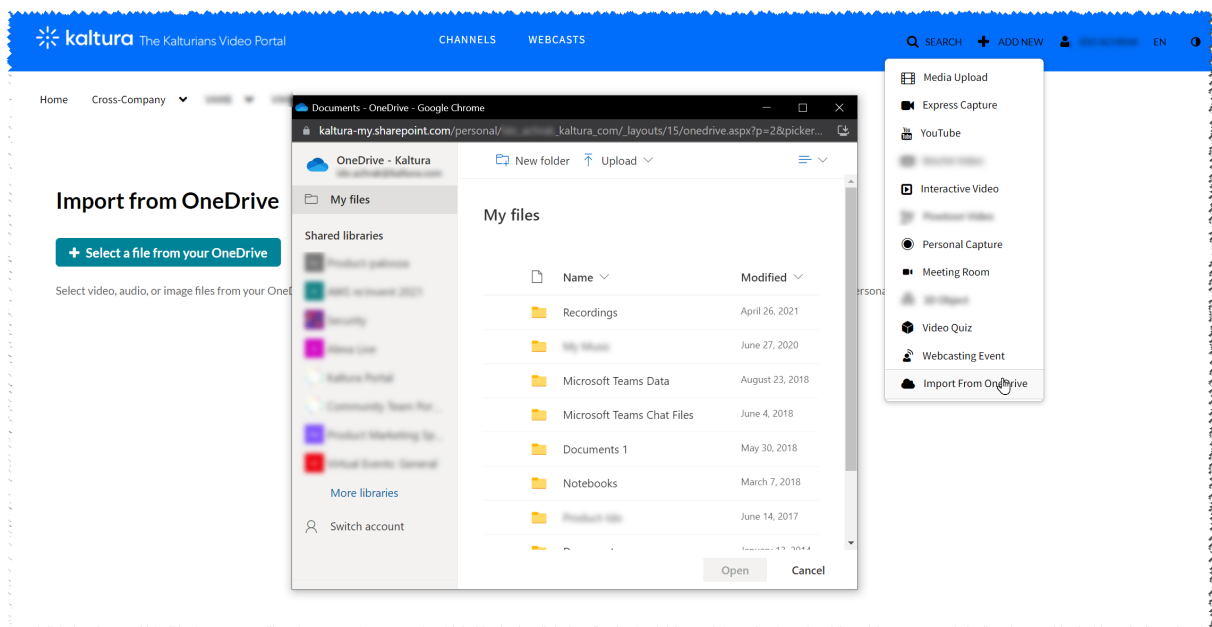 kaltura The Kalturians Video Portal
CHANNELS WEBCASTS
SEARCH ADD NEW EN
Home Cross-Company
Import from OneDrive
Select a file from your OneDrive
Select video, audio, or image files from your OneD
Documents - OneDrive - Google Chrome
kaltura-my.sharepoint.com/personal/ _kaltura_com/_layouts/15/onedrive.aspx?p=2&picker...
OneDrive - Kaltura
My files
Shared libraries
More libraries
Switch account
New folder Upload
My files
Name Modified
Recordings April 26, 2021
June 27, 2020
Microsoft Teams Data August 23, 2018
Microsoft Teams Chat Files June 4, 2018
Documents 1 May 30, 2018
Notebooks March 7, 2018
June 14, 2017
Open Cancel
Media Upload
Express Capture
YouTube
Interactive Video
Personal Capture
Meeting Room
Video Quiz
Webcasting Event
Import From OneDrive